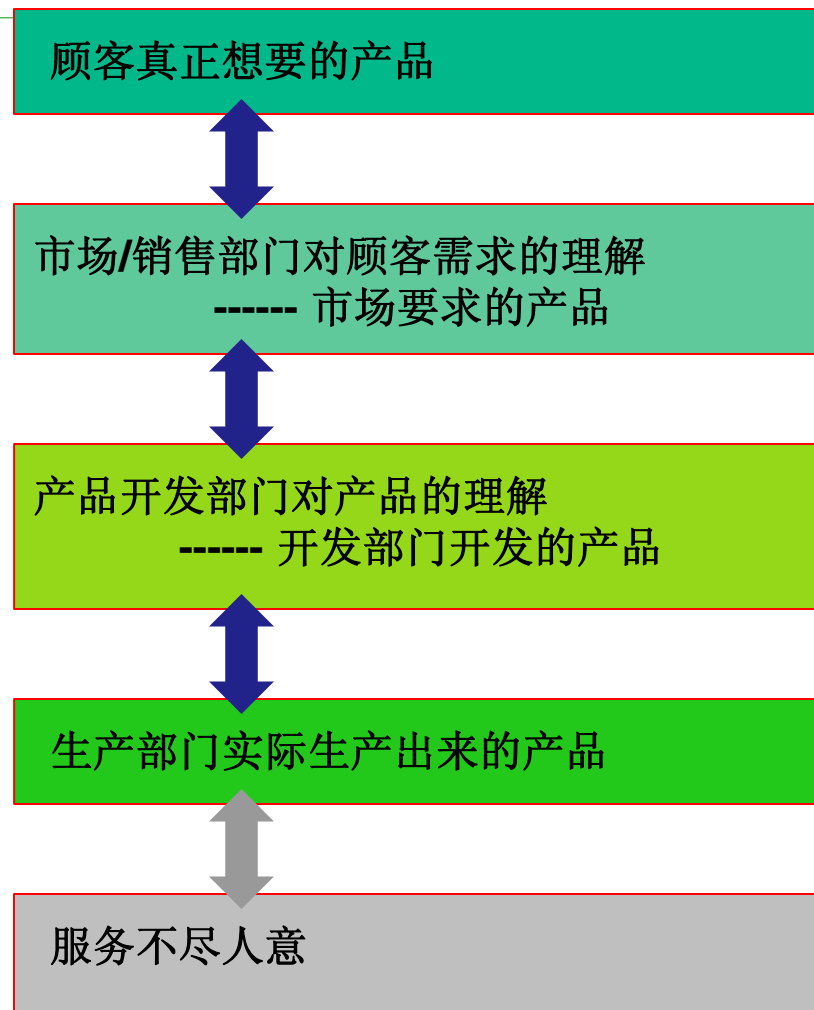 顾客真正想要的产品
市场/销售部门对顾客需求的理解
------ 市场要求的产品
产品开发部门对产品的理解
------ 开发部门开发的产品
生产部门实际生产出来的产品
服务不尽人意